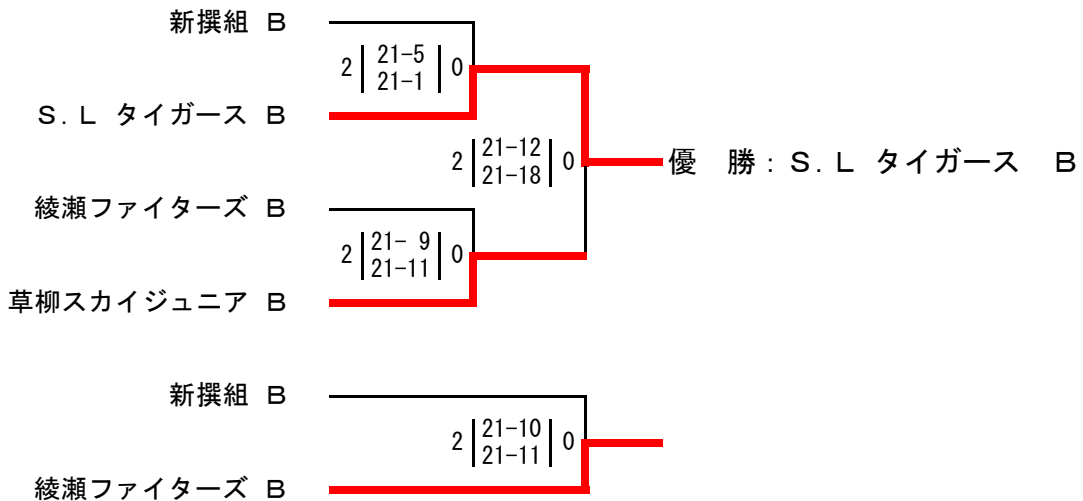 新撰組 B
2 21-5 0
21-1
S.L タイガース B
2 21-12 0
21-18
優 勝:S.L タイガース B
綾瀬ファイターズ B
2 21- 9 0
21-11
草柳スカイジュニア B
新撰組 B
2 21-10 0
21-11
綾瀬ファイターズ B